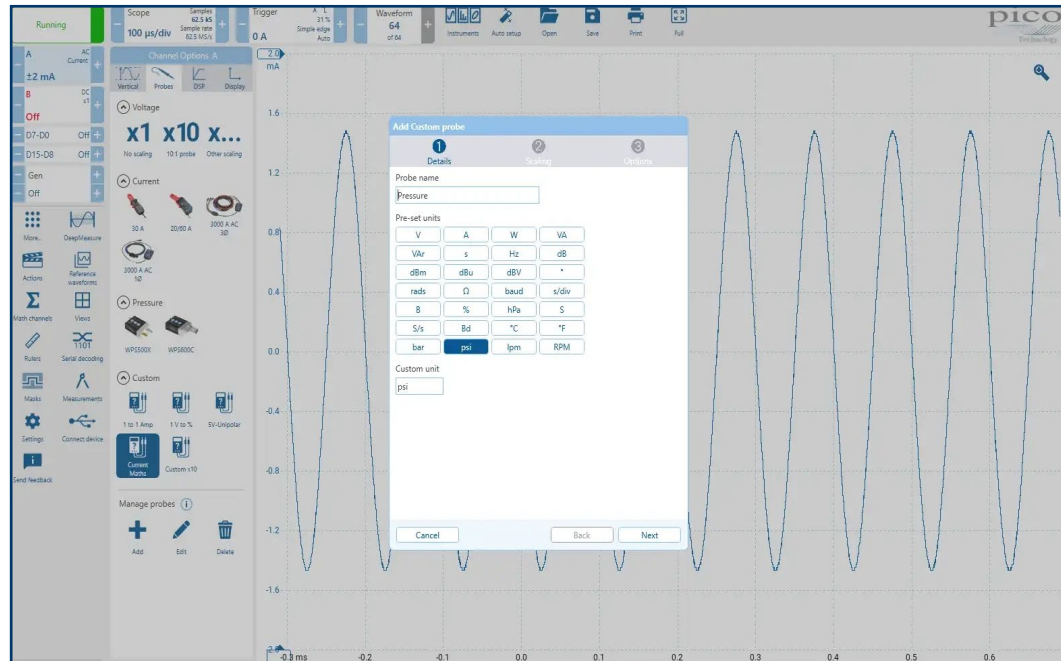 Running
Scope
100 µs/div
Samples
62.5 kS
Sample rate
62.5 MS/s
Trigger
0 A
A L
31 %
Simple edge
Auto
Waveform
64
of 64
Instruments
Auto setup
Open
Save
Print
Full
pico
Technology
A
AC
Current
±2 mA
B
DC
x1
Off
D7-D0 Off
D15-D8 Off
Gen
Off
More...
DeepMeasure
Actions
Reference
waveforms
Math channels
Views
Rulers
Serial decoding
Masks
Measurements
Settings
Connect device
Send feedback
Channel Options: A
Vertical
Probes
DSP
Display
Voltage
x1 x10 x...
No scaling
10:1 probe
Other scaling
Current
30 A
20/60 A
3000 A AC
3Ø
3000 A AC
1Ø
Pressure
WPS500X
WPS600C
Custom
1 to 1 Amp
1 V to %
5V-Unipolar
Current
Maths
Custom x10
Manage probes
Add
Edit
Delete
2.0
mA
1.6
1.2
0.8
0.4
0.0
-0.4
-0.8
-1.2
-1.6
-2.0
-0.3 ms
-0.2
-0.1
0.0
0.1
0.2
0.3
0.4
0.5
0.6
Add Custom probe
1
Details
2
Scaling
3
Options
Probe name
Pressure
Pre-set units
V A W VA
VAr s Hz dB
dBm dBu dBV °
rads Ω baud s/div
B % hPa S
S/s Bd °C °F
bar psi lpm RPM
Custom unit
psi
Cancel
Back
Next